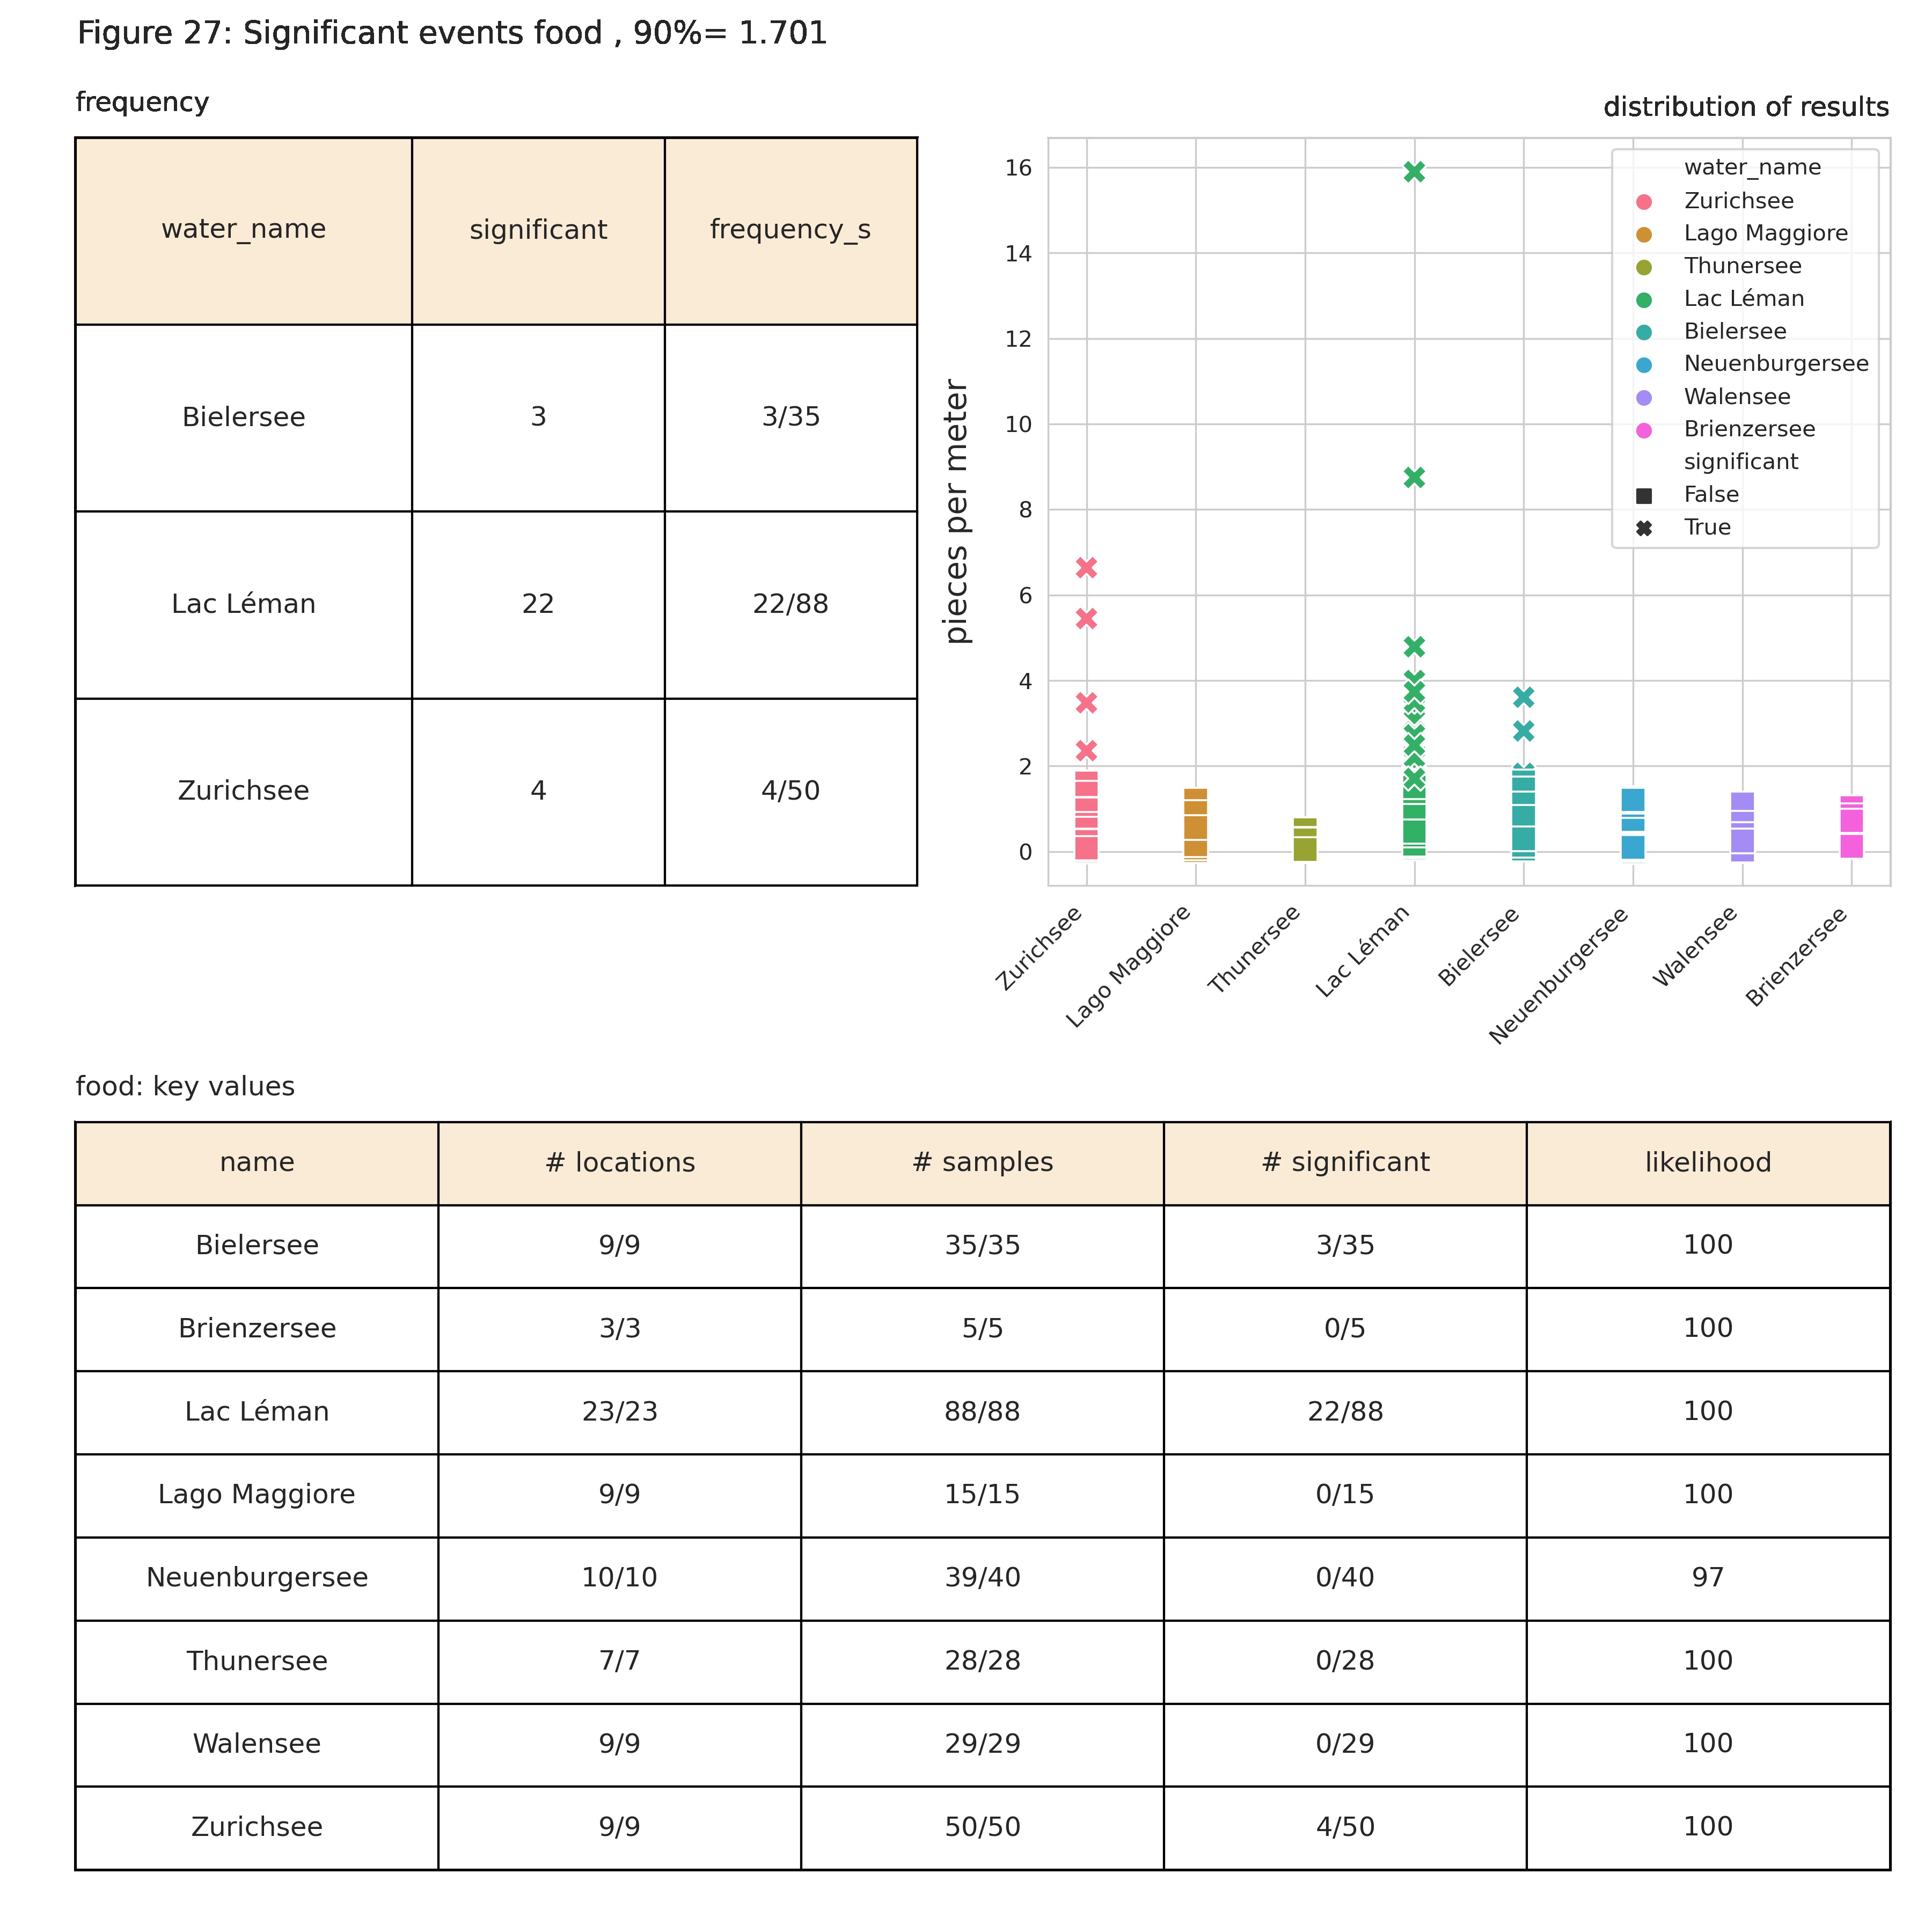 Figure 27: Significant events food , 90%= 1.701
frequency
water_name significant frequency_s
Bielersee 3 3/35
Lac Léman 22 22/88
Zurichsee 4 4/50
distribution of results
pieces per meter
16
14
12
10
8
6
4
2
0
water_name
Zurichsee
Lago Maggiore
Thunersee
Lac Léman
Bielersee
Neuenburgersee
Walensee
Brienzersee
significant
False
True
Zurichsee
Lago Maggiore
Thunersee
Lac Léman
Bielersee
Neuenburgersee
Walensee
Brienzersee
food: key values
name # locations # samples # significant likelihood
Bielersee 9/9 35/35 3/35 100
Brienzersee 3/3 5/5 0/5 100
Lac Léman 23/23 88/88 22/88 100
Lago Maggiore 9/9 15/15 0/15 100
Neuenburgersee 10/10 39/40 0/40 97
Thunersee 7/7 28/28 0/28 100
Walensee 9/9 29/29 0/29 100
Zurichsee 9/9 50/50 4/50 100